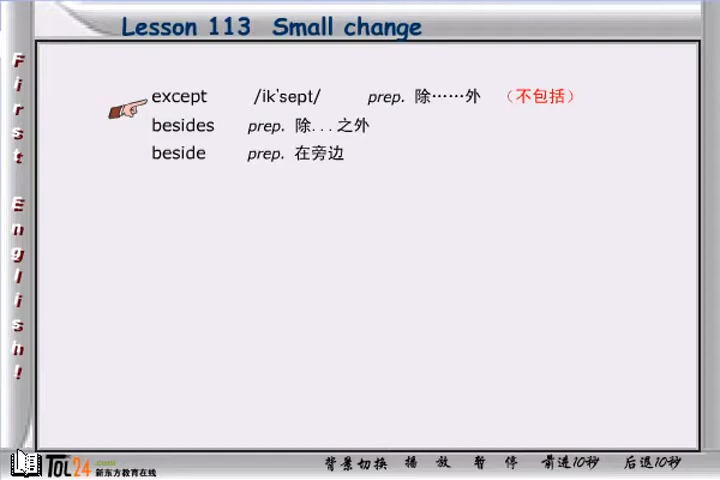 Lesson 113 Small change
First English!
except /ik'sept/ prep. 除……外 （不包括）
besides prep. 除...之外
beside prep. 在旁边
TOL24.com 新东方教育在线
背景切换 播放 暂停 前进10秒 后退10秒